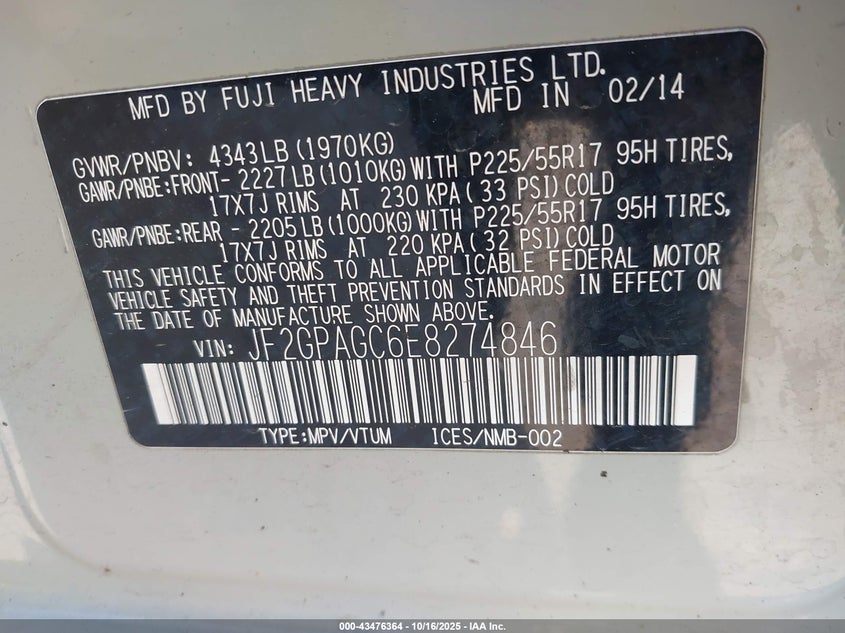 MFD BY FUJI HEAVY INDUSTRIES LTD.
MFD IN 02/14
GVWR/PNBV: 4343LB(1970KG)
GAWR/PNBE:FRONT- 2227LB(1010KG)WITH P225/55R17 95H TIRES,
17X7J RIMS AT 230 KPA(33 PSI)COLD
GAWR/PNBE:REAR - 2205LB(1000KG)WITH P225/55R17 95H TIRES,
17X7J RIMS AT 220 KPA(32 PSI)COLD
THIS VEHICLE CONFORMS TO ALL APPLICABLE FEDERAL MOTOR
VEHICLE SAFETY AND THEFT PREVENTION STANDARDS IN EFFECT ON
THE DATE OF MANUFACTURE SHOWN ABOVE.
VIN: JF2GPAGC6E8274846
TYPE:MPV/VTUM ICES/NMB-002
000-43476364 - 10/16/2025 - IAA Inc.